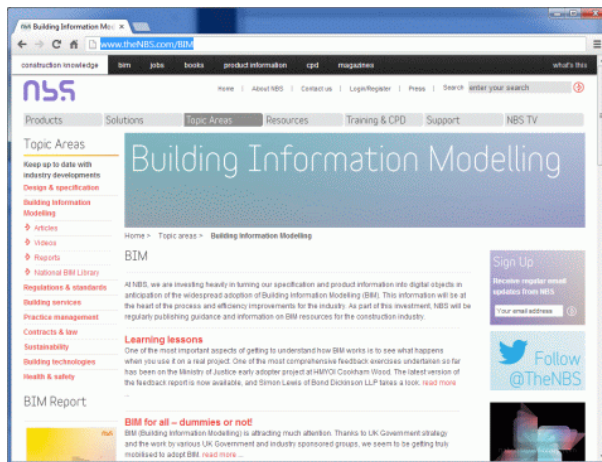 nbs Building Information Mod
www.theNBS.com/BIM
construction knowledge bim jobs books product information cpd magazines what's this
nbs
Home | About NBS | Contact us | Login/Register | Press | Search enter your search
Products Solutions Topic Areas Resources Training & CPD Support NBS TV
Topic Areas
Keep up to date with
industry developments
Design & specification
Building Information
Modelling
Articles
Videos
Reports
National BIM Library
Regulations & standards
Building services
Practice management
Contracts & law
Sustainability
Building technologies
Health & safety
BIM Report
nbs
Building Information Modelling
Home > Topic areas > Building Information Modelling
BIM
At NBS, we are investing heavily in turning our specification and product information into digital objects in
anticipation of the widespread adoption of Building Information Modelling (BIM). This information will be at
the heart of the process and efficiency improvements for the industry. As part of this investment, NBS will be
regularly publishing guidance and information on BIM resources for the construction industry.
Learning lessons
One of the most important aspects of getting to understand how BIM works is to see what happens
when you use it on a real project. One of the most comprehensive feedback exercises undertaken so far
has been on the Ministry of Justice early adopter project at HMYOI Cookham Wood. The latest version of
the feedback report is now available, and Simon Lewis of Bond Dickinson LLP takes a look. read more
...
BIM for all – dummies or not!
BIM (Building Information Modelling) is attracting much attention. Thanks to UK Government strategy
and the work by various UK Government and industry sponsored groups, we seem to be getting truly
mobilised to adopt BIM. read more ...
Sign Up
Receive regular email
updates from NBS
Your email address
Follow
@TheNBS